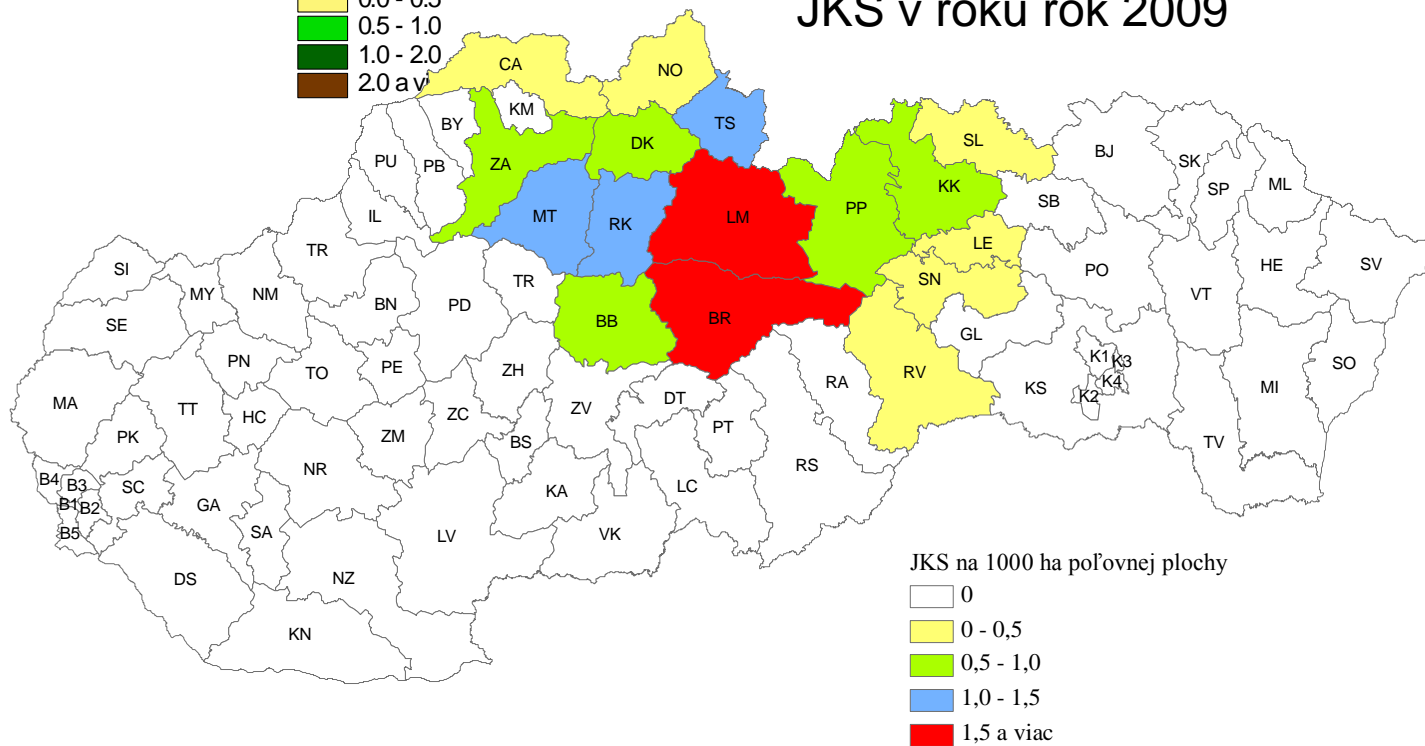 0.0 - 0.5
0.5 - 1.0
1.0 - 2.0
2.0 a v
JKS v roku rok 2009
CA
NO
KM
BY
TS
DK
ZA
PU
PB
SL
BJ
SK
SP
ML
KK
PP
SB
IL
MT
RK
LM
LE
TR
SI
MY
NM
BN
PD
TR
SN
PO
VT
HE
SV
SE
BB
BR
GL
PN
TO
PE
ZH
RV
RA
KS
K1
K3
K4
K2
MI
SO
MA
TT
HC
ZM
ZC
BS
ZV
DT
PT
PK
TV
NR
RS
B4
B3
SC
B1
B2
B5
GA
SA
KA
LC
VK
LV
DS
NZ
KN
JKS na 1000 ha poľovnej plochy
0
0 - 0,5
0,5 - 1,0
1,0 - 1,5
1,5 a viac